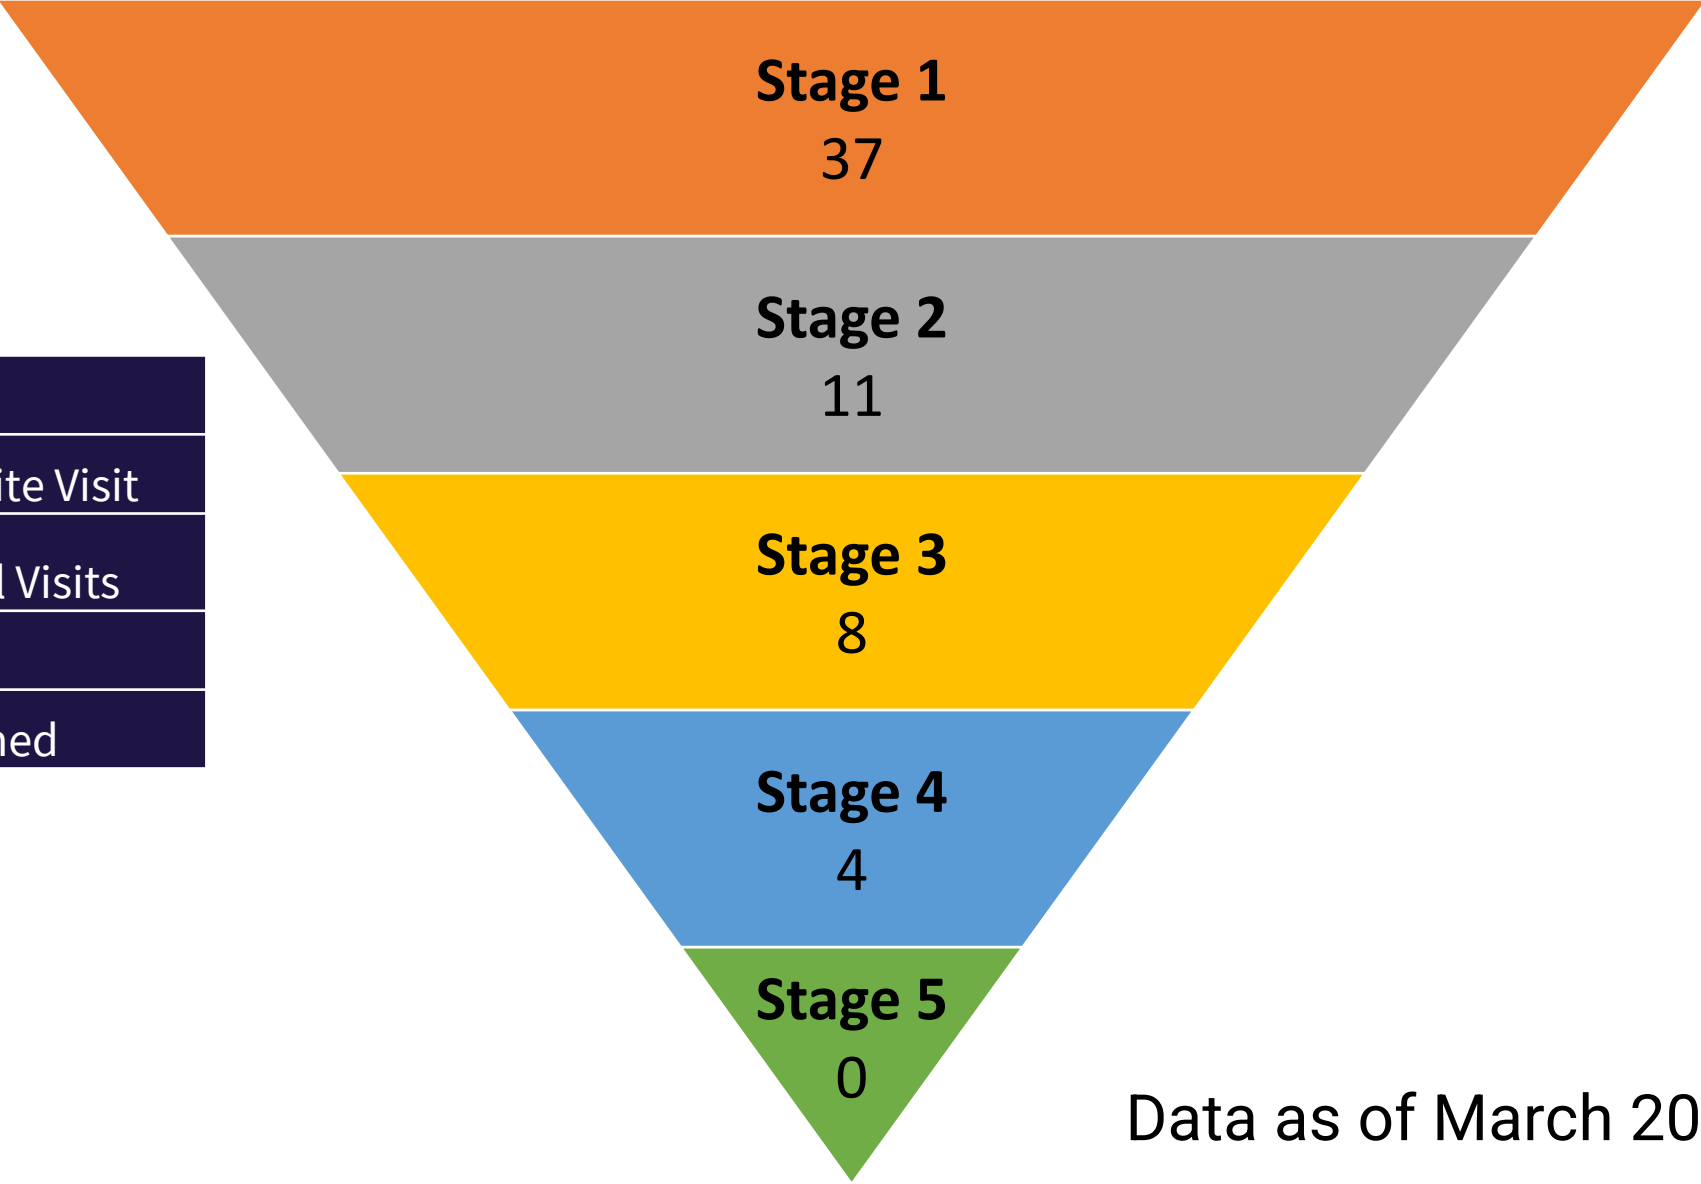 Stage 1
37
Stage 2
11
ite Visit
Stage 3
l Visits
8
ned
Stage 4
4
Stage 5
0
Data as of March 20